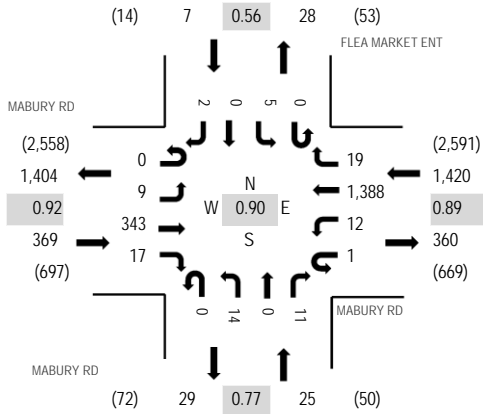 (14) 7 0.56 28 (53)
FLEA MARKET ENT
2 0 5 0
MABURY RD
(2,558) (2,591)
0 19
1,404 1,420
9 N 1,388
0.92 W 0.90 E 0.89
343 S 12
369 360
17 1
(697) (669)
0 14 0 11
MABURY RD
MABURY RD
(72) 29 0.77 25 (50)